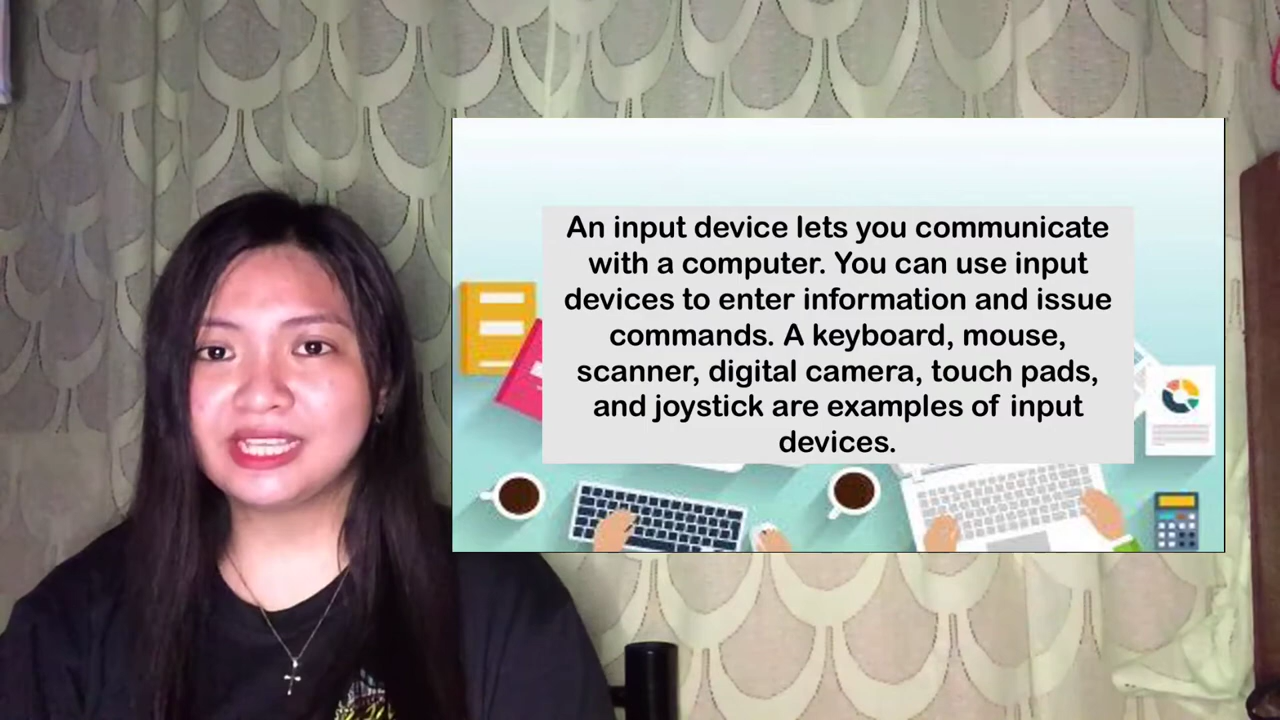 An input device lets you communicate
with a computer. You can use input
devices to enter information and issue
commands. A keyboard, mouse,
scanner, digital camera, touch pads,
and joystick are examples of input
devices.